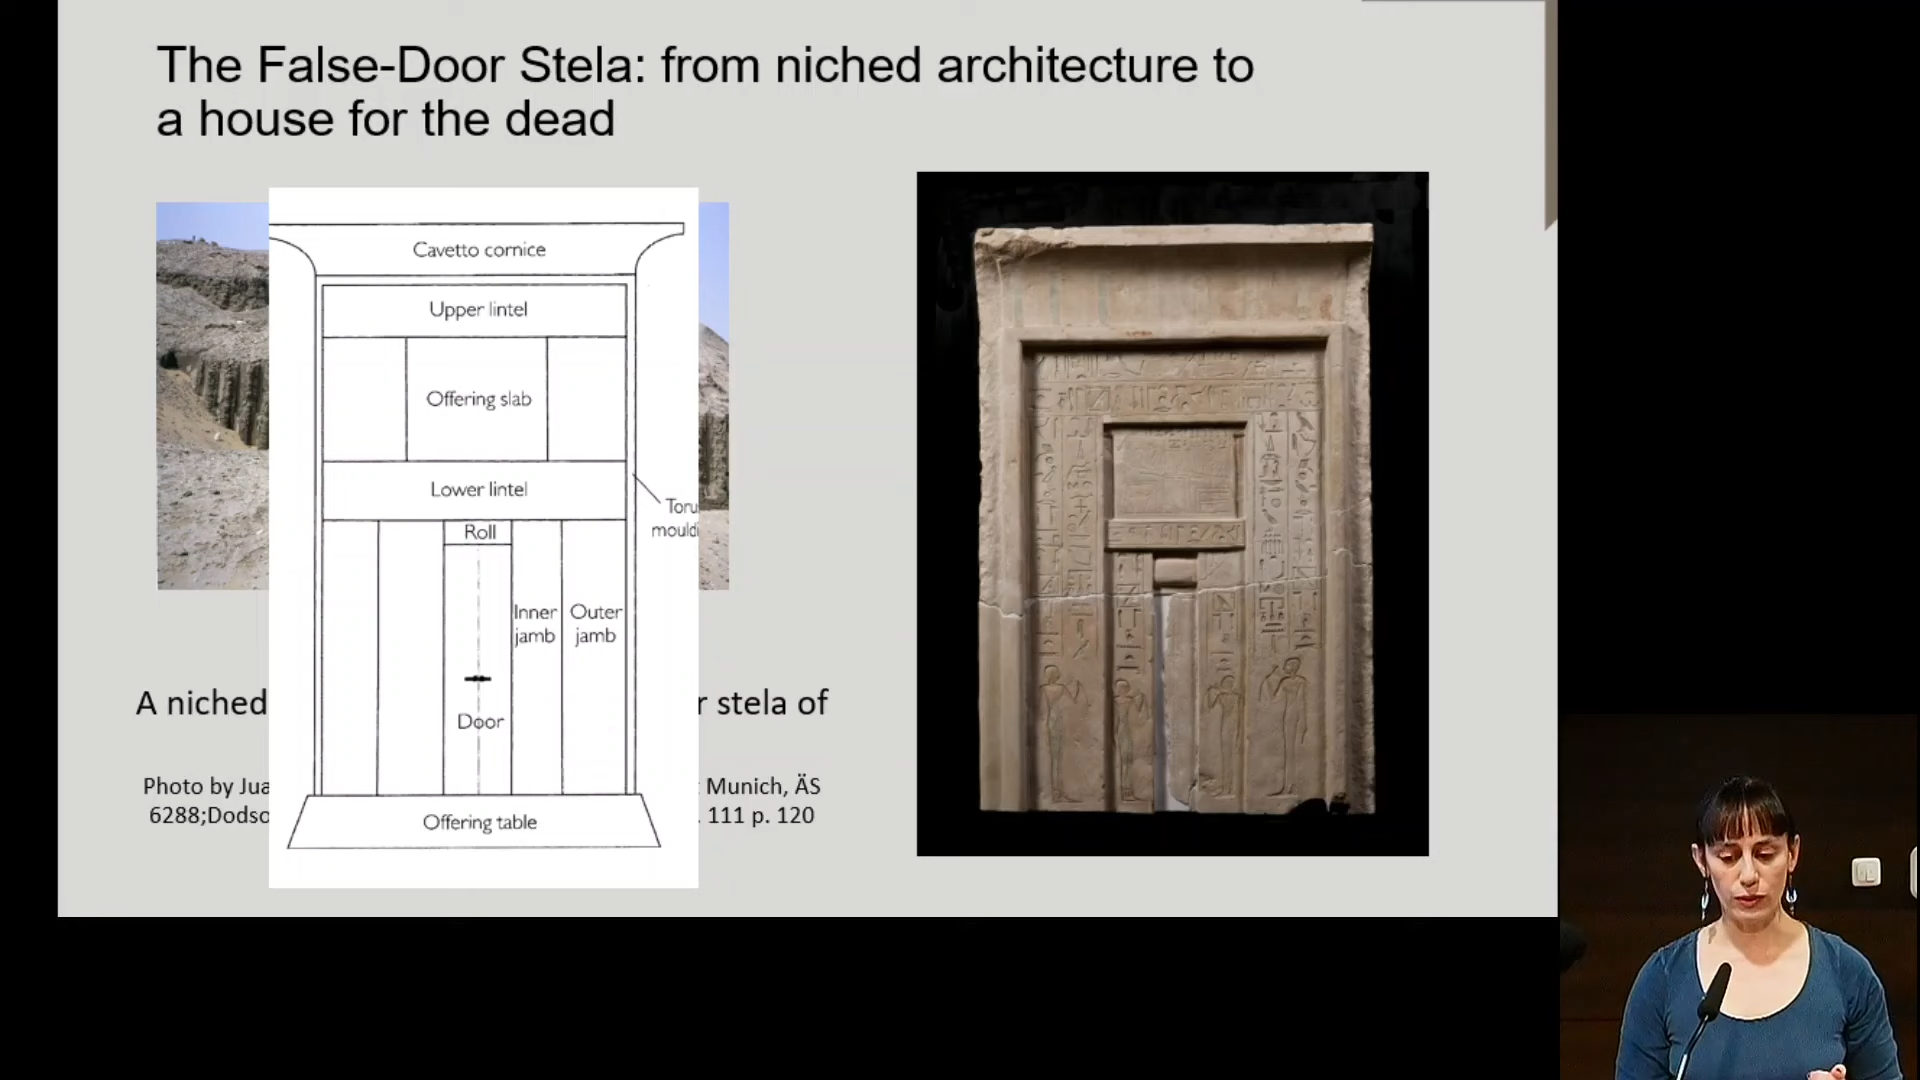 The False-Door Stela: from niched architecture to
a house for the dead
Cavetto cornice
Upper lintel
Offering slab
Lower lintel
Roll
Toru
mouldi
Inner
jamb
Outer
jamb
Door
Offering table
A niched
r stela of
Photo by Jua
Munich, ÄS
6288;Dodso
. 111 p. 120